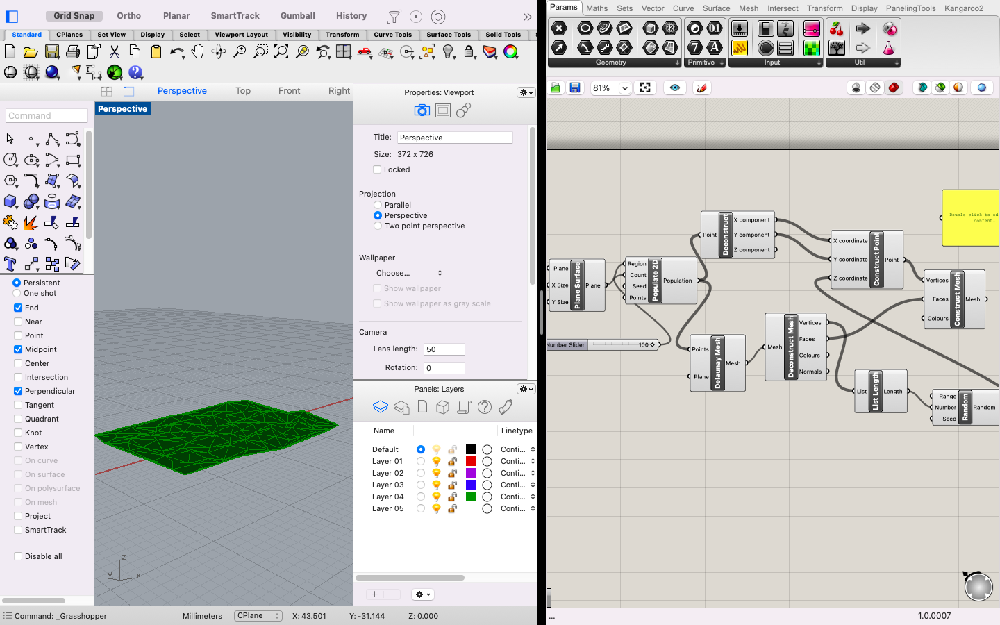 Grid Snap Ortho Planar SmartTrack Gumball History
Standard CPlanes Set View Display Select Viewport Layout Visibility Transform Curve Tools Surface Tools Solid Tools
Perspective Top Front Right
Perspective
Command
Persistent
One shot
End
Near
Point
Midpoint
Center
Intersection
Perpendicular
Tangent
Quadrant
Knot
Vertex
On curve
On surface
On polysurface
On mesh
Project
SmartTrack
Disable all
z
y
x
Properties: Viewport
Title: Perspective
Size: 372 x 726
Locked
Projection
Parallel
Perspective
Two point perspective
Wallpaper
Choose...
Show wallpaper
Show wallpaper as gray scale
Camera
Lens length: 50
Rotation: 0
Panels: Layers
Name Linetype
Default Conti...
Layer 01 Conti...
Layer 02 Conti...
Layer 03 Conti...
Layer 04 Conti...
Layer 05 Conti...
Command: _Grasshopper Millimeters CPlane X: 43.501 Y: -31.144 Z: 0.000
Params Maths Sets Vector Curve Surface Mesh Intersect Transform Display PanelingTools Kangaroo2
Geometry Primitive Input Util
81%
Double click to ed
content…
Plane
X Size
Y Size
Plane Surface
Plane
Region
Count
Seed
Points
Populate 2D
Population
Number Slider 100
Point
Deconstruct
X component
Y component
Z component
Points
Plane
Delaunay Mesh
Mesh
Mesh
Deconstruct Mesh
Vertices
Faces
Colours
Normals
X coordinate
Y coordinate
Z coordinate
Construct Point
Point
Vertices
Faces
Colours
Construct Mesh
Mesh
List
List Length
Length
Range
Number
Seed
Random
Random
...
1.0.0007